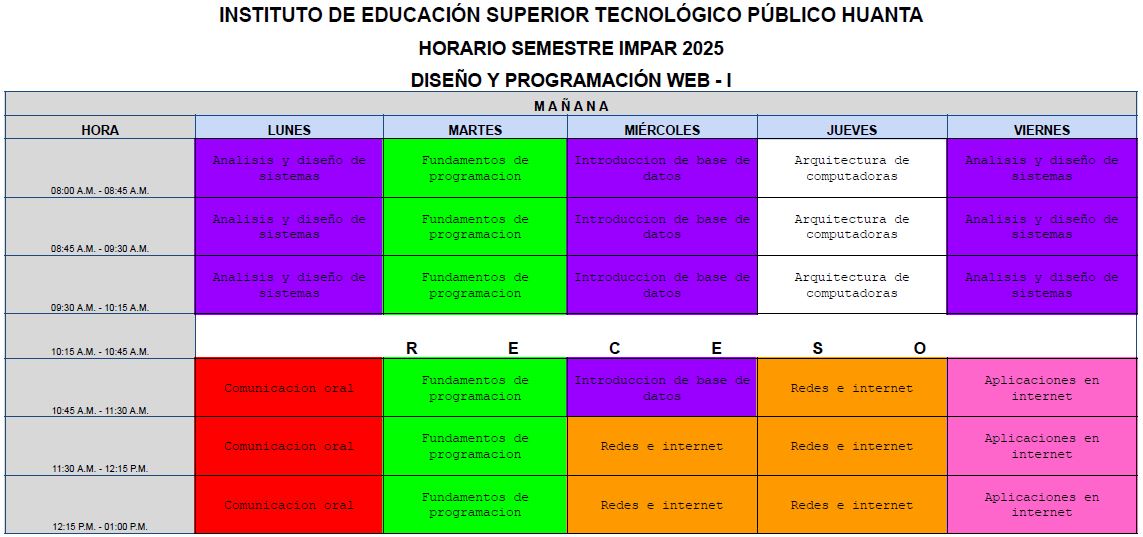 INSTITUTO DE EDUCACIÓN SUPERIOR TECNOLÓGICO PÚBLICO HUANTA
HORARIO SEMESTRE IMPAR 2025
DISEÑO Y PROGRAMACIÓN WEB - I
M A Ñ A N A
HORA LUNES MARTES MIÉRCOLES JUEVES VIERNES
Analisis y diseño de Fundamentos de Introduccion de base de Arquitectura de Analisis y diseño de
sistemas programacion datos computadoras sistemas
08:00 A.M. - 08:45 A.M.
Analisis y diseño de Fundamentos de Introduccion de base de Arquitectura de Analisis y diseño de
sistemas programacion datos computadoras sistemas
08:45 A.M. - 09:30 A.M.
Analisis y diseño de Fundamentos de Introduccion de base de Arquitectura de Analisis y diseño de
sistemas programacion datos computadoras sistemas
09:30 A.M. - 10:15 A.M.
10:15 A.M. - 10:45 A.M. R E C E S O
Comunicacion oral Fundamentos de Introduccion de base de Redes e internet Aplicaciones en
programacion datos internet
10:45 A.M. - 11:30 A.M.
Comunicacion oral Fundamentos de Redes e internet Redes e internet Aplicaciones en
programacion internet
11:30 A.M. - 12:15 P.M.
Comunicacion oral Fundamentos de Redes e internet Redes e internet Aplicaciones en
programacion internet
12:15 P.M. - 01:00 P.M.